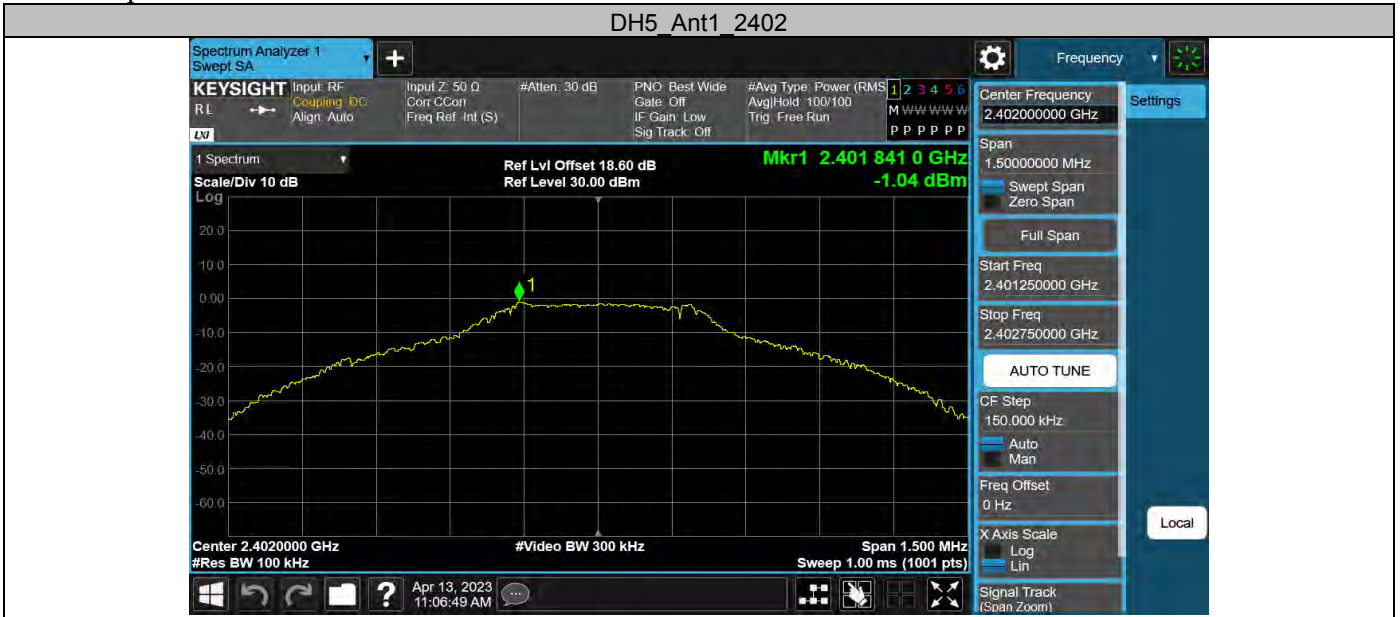 DH5_Ant1_2402
Spectrum Analyzer 1
Swept SA
Frequency
KEYSIGHT
RL
LXI
Input: RF
Coupling: DC
Align: Auto
Input Z: 50 Ω
Corr CCorr
Freq Ref: Int (S)
#Atten: 30 dB
PNO: Best Wide
Gate: Off
IF Gain: Low
Sig Track: Off
#Avg Type: Power (RMS
Avg|Hold: 100/100
Trig: Free Run
1 2 3 4 5 6
M W W W W W
P P P P P P
1 Spectrum
Scale/Div 10 dB
Log
Ref Lvl Offset 18.60 dB
Ref Level 30.00 dBm
Mkr1 2.401 841 0 GHz
-1.04 dBm
20.0
10.0
0.00
-10.0
-20.0
-30.0
-40.0
-50.0
-60.0
1
Center 2.4020000 GHz
#Res BW 100 kHz
#Video BW 300 kHz
Span 1.500 MHz
Sweep 1.00 ms (1001 pts)
Apr 13, 2023
11:06:49 AM
Center Frequency
2.402000000 GHz
Settings
Span
1.50000000 MHz
Swept Span
Zero Span
Full Span
Start Freq
2.401250000 GHz
Stop Freq
2.402750000 GHz
AUTO TUNE
CF Step
150.000 kHz
Auto
Man
Freq Offset
0 Hz
X Axis Scale
Log
Lin
Local
Signal Track
(Span Zoom)